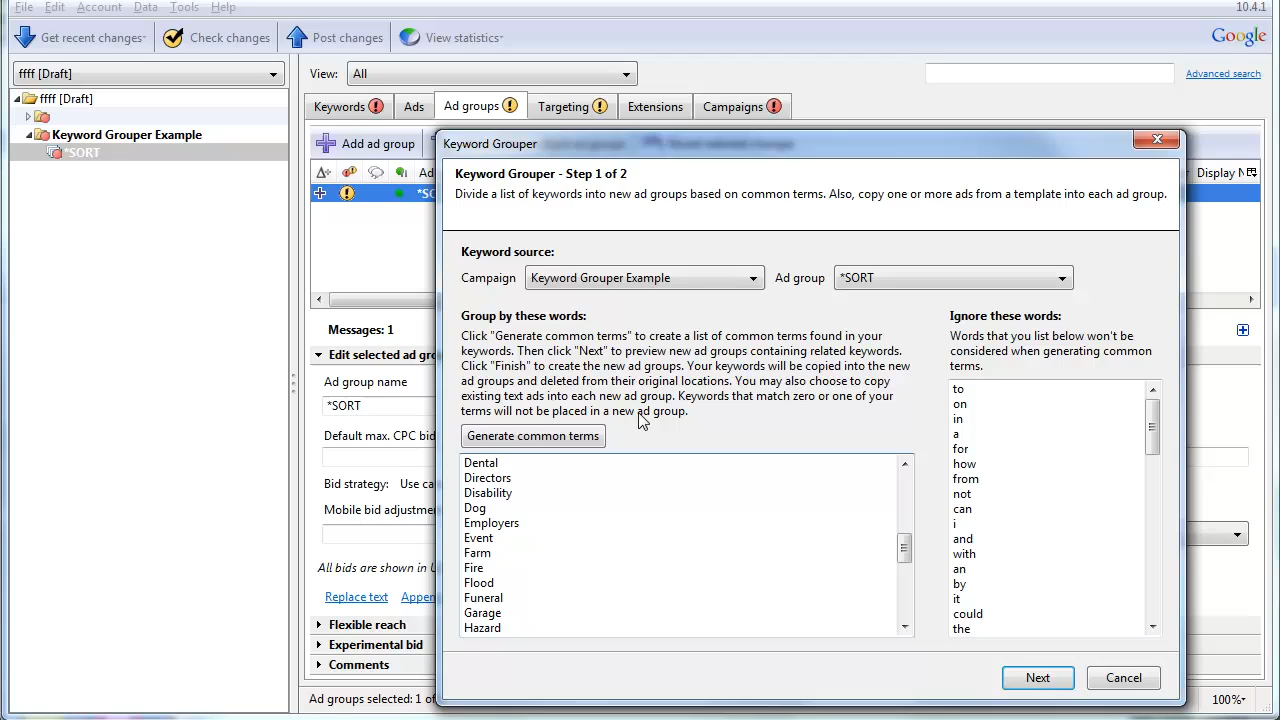 File Edit Account Data Tools Help 10.4.1
Get recent changes Check changes Post changes View statistics Google
ffff [Draft] View: All Advanced search
ffff [Draft]
Keywords Ads Ad groups Targeting Extensions Campaigns
Keyword Grouper Example
*SORT
Add ad group
Keyword Grouper
Keyword Grouper - Step 1 of 2
Divide a list of keywords into new ad groups based on common terms. Also, copy one or more ads from a template into each ad group.
Display
Keyword source:
Campaign Keyword Grouper Example Ad group *SORT
Messages: 1
Edit selected ad
Ad group name
*SORT
Default max. CPC bid
Bid strategy: Use
Mobile bid
All bids are shown in
Replace text
Flexible reach
Experimental bid
Comments
Ad groups selected: 1
Group by these words:
Click "Generate common terms" to create a list of common terms found in your
keywords. Then click "Next" to preview new ad groups containing related keywords.
Click "Finish" to create the new ad groups. Your keywords will be copied into the
new ad groups and deleted from their original locations. You may also choose to copy
existing text ads into each new ad group. Keywords that match zero or one of your
terms will not be placed in a new ad group.
Generate common terms
Dental
Directors
Disability
Dog
Employers
Event
Farm
Fire
Flood
Funeral
Garage
Hazard
Ignore these words:
Words that you list below won't be
considered when generating common
terms.
to
on
in
a
for
how
from
not
can
i
and
with
an
by
it
could
the
Next Cancel
100%